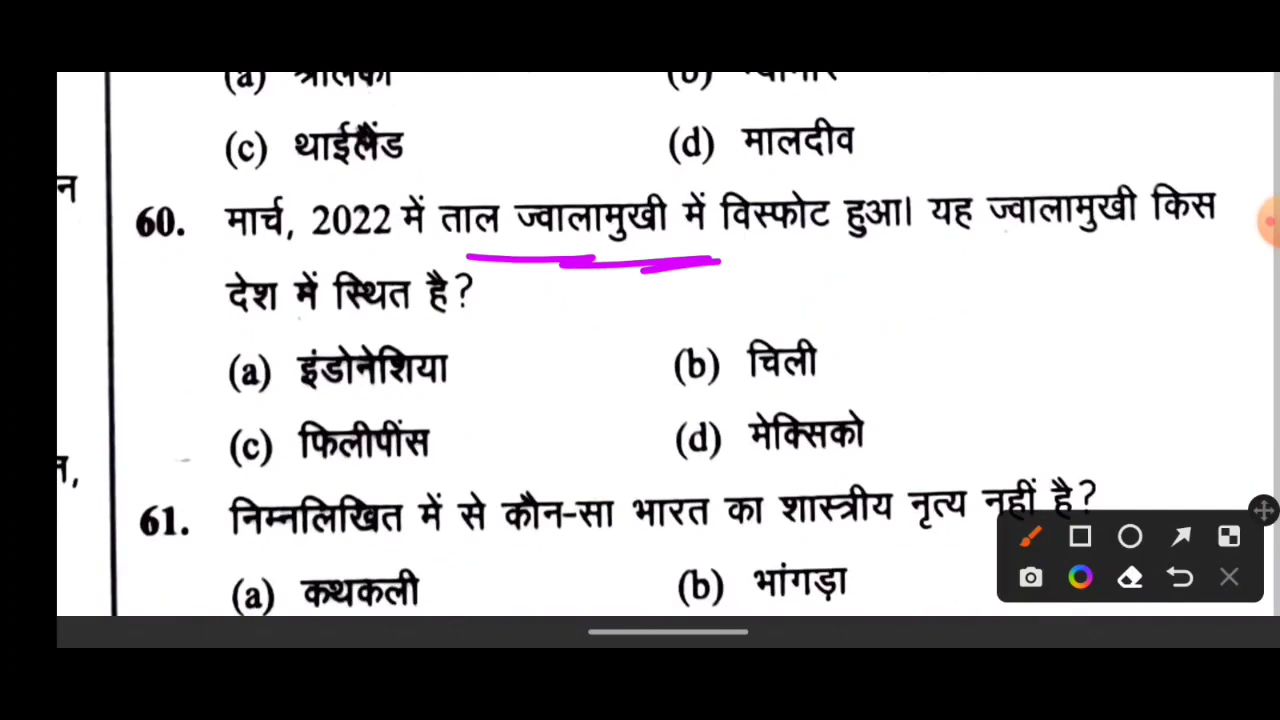 (a) श्रीलंका (b) म्यांमार
(c) थाईलैंड (d) मालदीव
न
60. मार्च, 2022 में ताल ज्वालामुखी में विस्फोट हुआ। यह ज्वालामुखी किस
देश में स्थित है?
(a) इंडोनेशिया (b) चिली
(c) फिलीपींस (d) मेक्सिको
न,
61. निम्नलिखित में से कौन-सा भारत का शास्त्रीय नृत्य नहीं है?
(a) कथकली (b) भांगड़ा